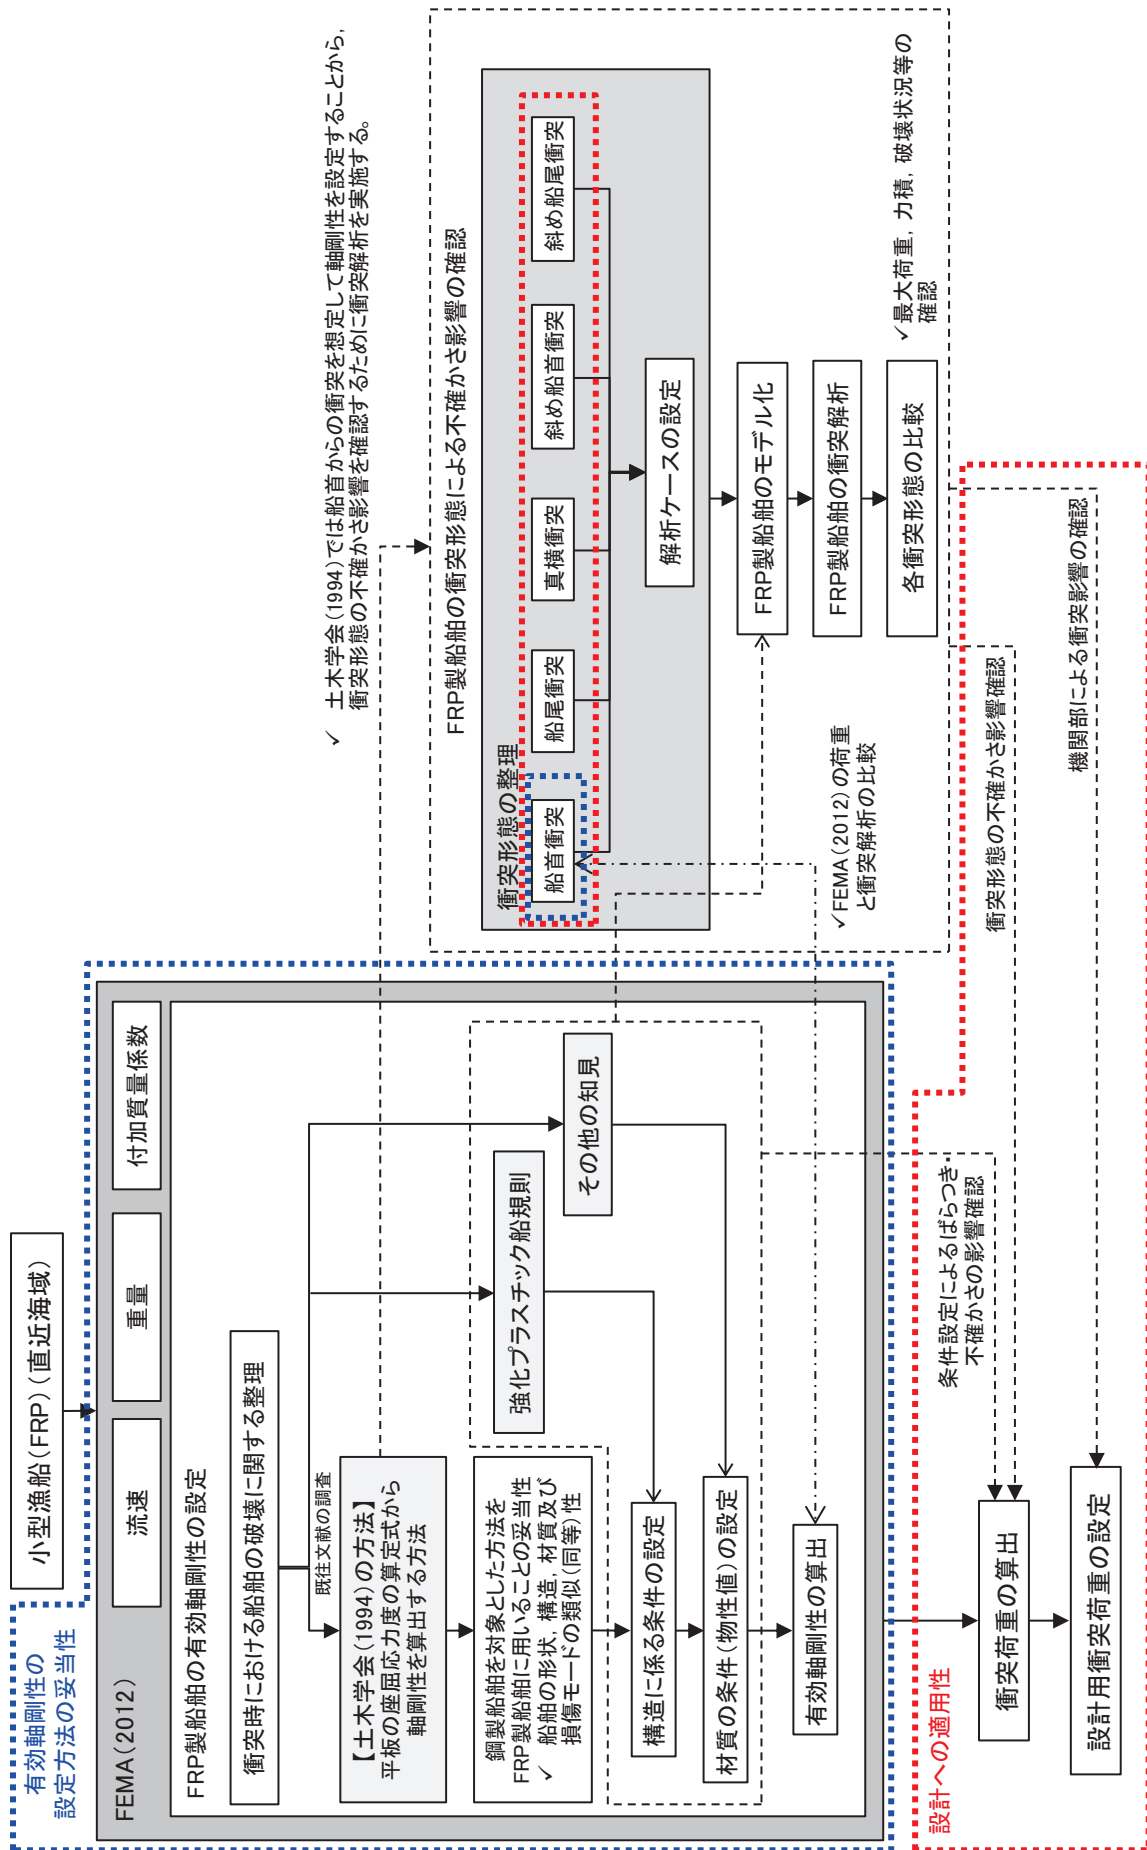 小型漁船(FRP)(直近海域)
有効軸剛性の
設定方法の妥当性
FEMA(2012)
流速
重量
付加質量係数
FRP製船舶の有効軸剛性の設定
衝突時における船舶の破壊に関する整理
既往文献の調査
【土木学会(1994)の方法】
平板の座屈応力度の算定式から
軸剛性を算出する方法
強化プラスチック船規則
その他の知見
鋼製船舶を対象とした方法を
FRP製船舶に用いることの妥当性
✓ 船舶の形状,構造,材質及び
損傷モードの類似(同等)性
構造に係る条件の設定
材質の条件(物性値)の設定
有効軸剛性の算出
✓ 土木学会(1994)では船首からの衝突を想定して軸剛性を設定することから,
衝突形態の不確かさ影響を確認するために衝突解析を実施する。
FRP製船舶の衝突形態による不確かさ影響の確認
衝突形態の整理
船首衝突
船尾衝突
真横衝突
斜め船首衝突
斜め船尾衝突
解析ケースの設定
FRP製船舶のモデル化
FRP製船舶の衝突解析
各衝突形態の比較
✓最大荷重,力積,破壊状況等の
確認
✓FEMA(2012)の荷重
と衝突解析の比較
設計への適用性
条件設定によるばらつき・
不確かさの影響確認
衝突形態の不確かさ影響確認
機関部による衝突影響の確認
衝突荷重の算出
設計用衝突荷重の設定